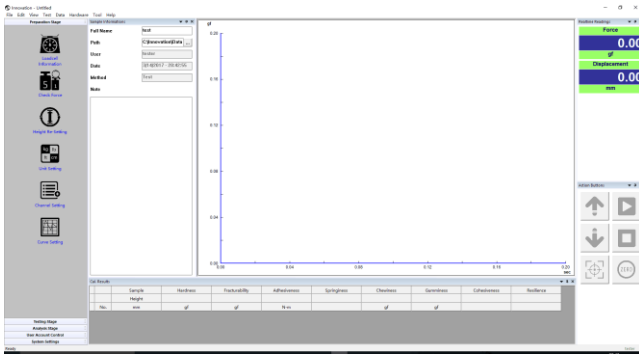 Innovation - Untitled
File Edit View Test Data Hardware Tool Help
Preparation Stage
Loadcell
Information
Check Force
Height Re-Setting
Unit Setting
Channel Setting
Curve Setting
Testing Stage
Analysis Stage
User Account Control
System Settings
Sample Informations
Full Name test
Path C:\Innovation\Data ...
User
Date
Method Test
Note
gf
0.20
0.16
0.12
0.08
0.04
0.00
0.00 0.04 0.08 0.12 0.16 0.20
sec
Realtime Readings
Force
0.00
gf
Displacement
0.00
mm
Action Buttons
ZERO
Cal. Results
Sample Hardness Fracturability Adhesiveness Springiness Chewiness Gumminess Cohesiveness Resilience
Height
No. mm gf gf N·m gf gf
Ready